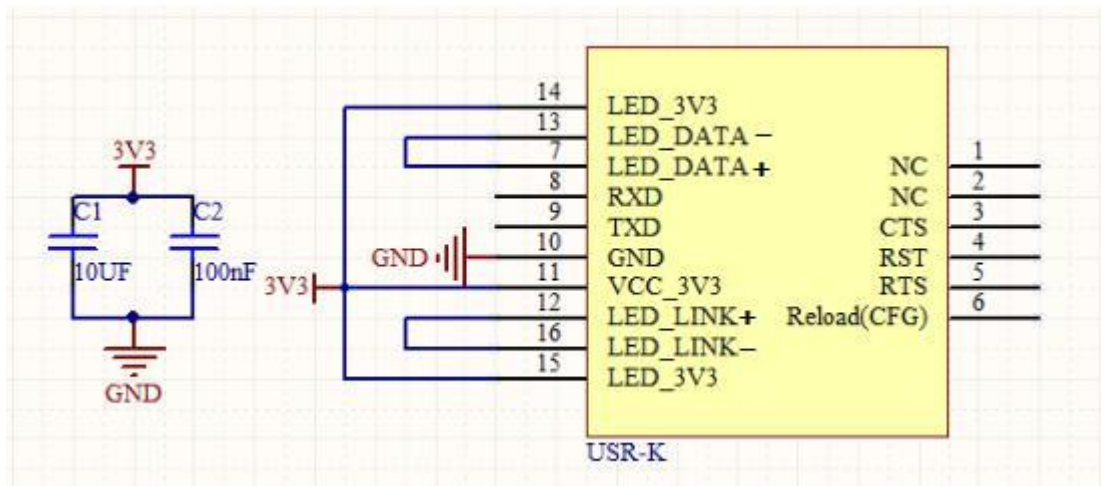 3V3
C1
C2
10UF
100nF
GND
14 LED_3V3
13 LED_DATA -
7 LED_DATA +
8 RXD
9 TXD
GND 10 GND
3V3 11 VCC_3V3
12 LED_LINK+
16 LED_LINK-
15 LED_3V3
NC 1
NC 2
CTS 3
RST 4
RTS 5
Reload(CFG) 6
USR-K